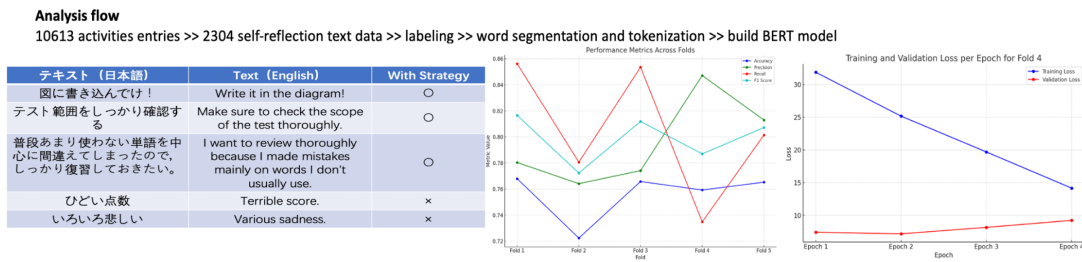 Analysis flow
10613 activities entries >> 2304 self-reflection text data >> labeling >> word segmentation and tokenization >> build BERT model
テキスト（日本語） Text（English） With Strategy
図に書き込んでけ！ Write it in the diagram! ○
テスト範囲をしっかり確認す
る
Make sure to check the scope
of the test thoroughly.
○
普段あまり使わない単語を中
心に間違えてしまったので，
しっかり復習しておきたい。
I want to review thoroughly
because I made mistakes
mainly on words I don't
usually use.
○
ひどい点数 Terrible score. ×
いろいろ悲しい Various sadness. ×
Performance Metrics Across Folds
Accuracy
Precision
Recall
F1 Score
Metric Value
0.86
0.84
0.82
0.80
0.78
0.76
0.74
0.72
Fold 1 Fold 2 Fold 3 Fold 4 Fold 5
Fold
Training and Validation Loss per Epoch for Fold 4
Training Loss
Validation Loss
Loss
30
25
20
15
10
Epoch 1 Epoch 2 Epoch 3 Epoch 4
Epoch